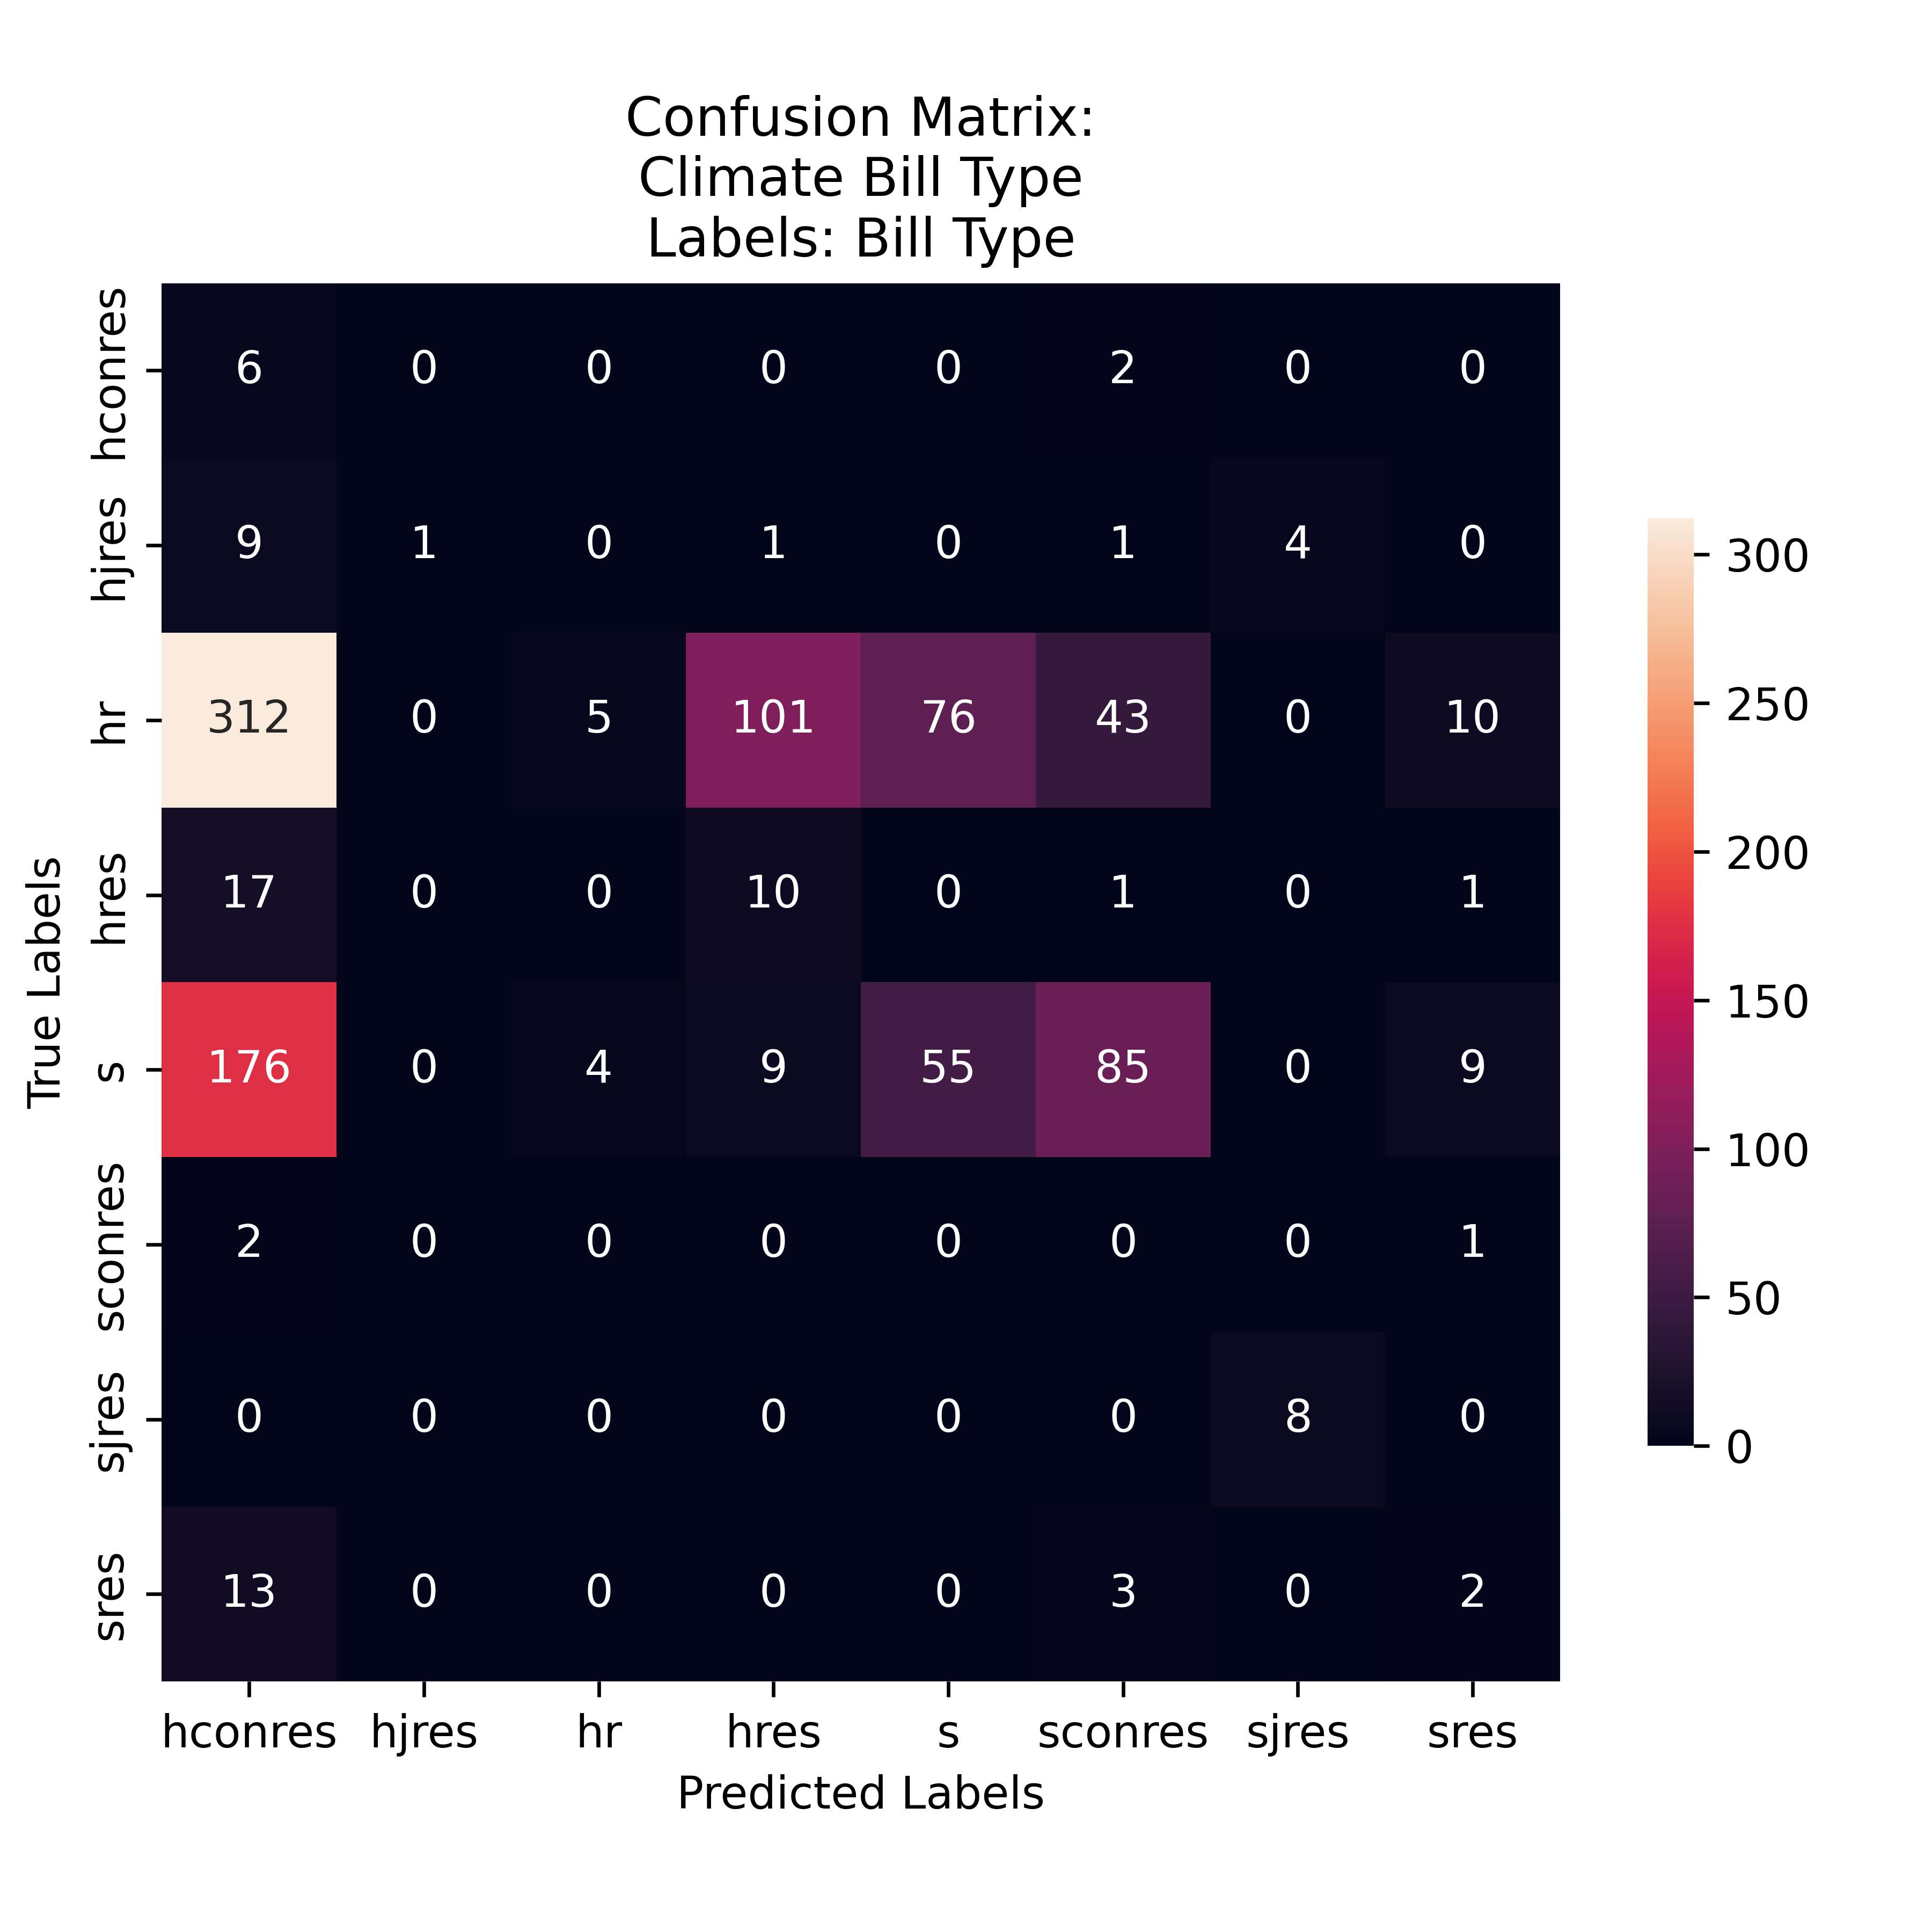 Confusion Matrix:
Climate Bill Type
Labels: Bill Type
True Labels
hconres 6 0 0 0 0 2 0 0
hjres 9 1 0 1 0 1 4 0
hr 312 0 5 101 76 43 0 10
hres 17 0 0 10 0 1 0 1
s 176 0 4 9 55 85 0 9
sconres 2 0 0 0 0 0 0 1
sjres 0 0 0 0 0 0 8 0
sres 13 0 0 0 0 3 0 2
hconres hjres hr hres s sconres sjres sres
Predicted Labels
300
250
200
150
100
50
0